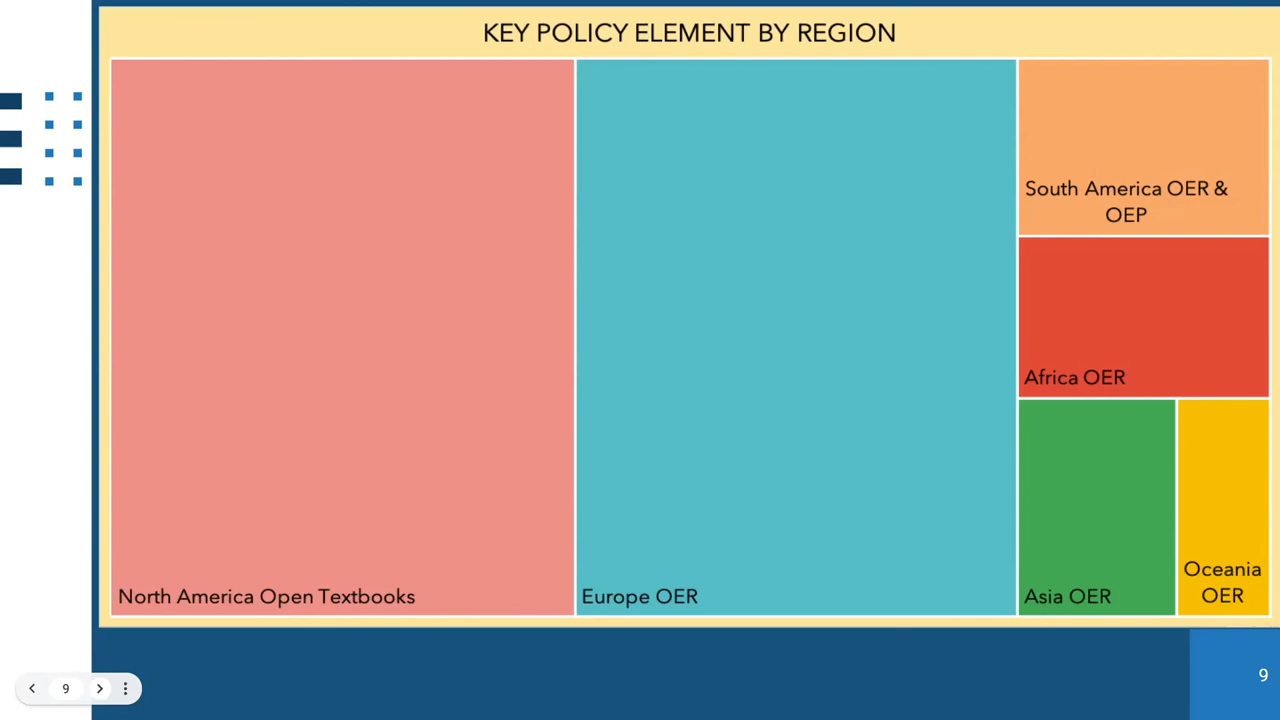 KEY POLICY ELEMENT BY REGION
South America OER &
OEP
Africa OER
North America Open Textbooks
Europe OER
Asia OER
Oceania
OER
9
9